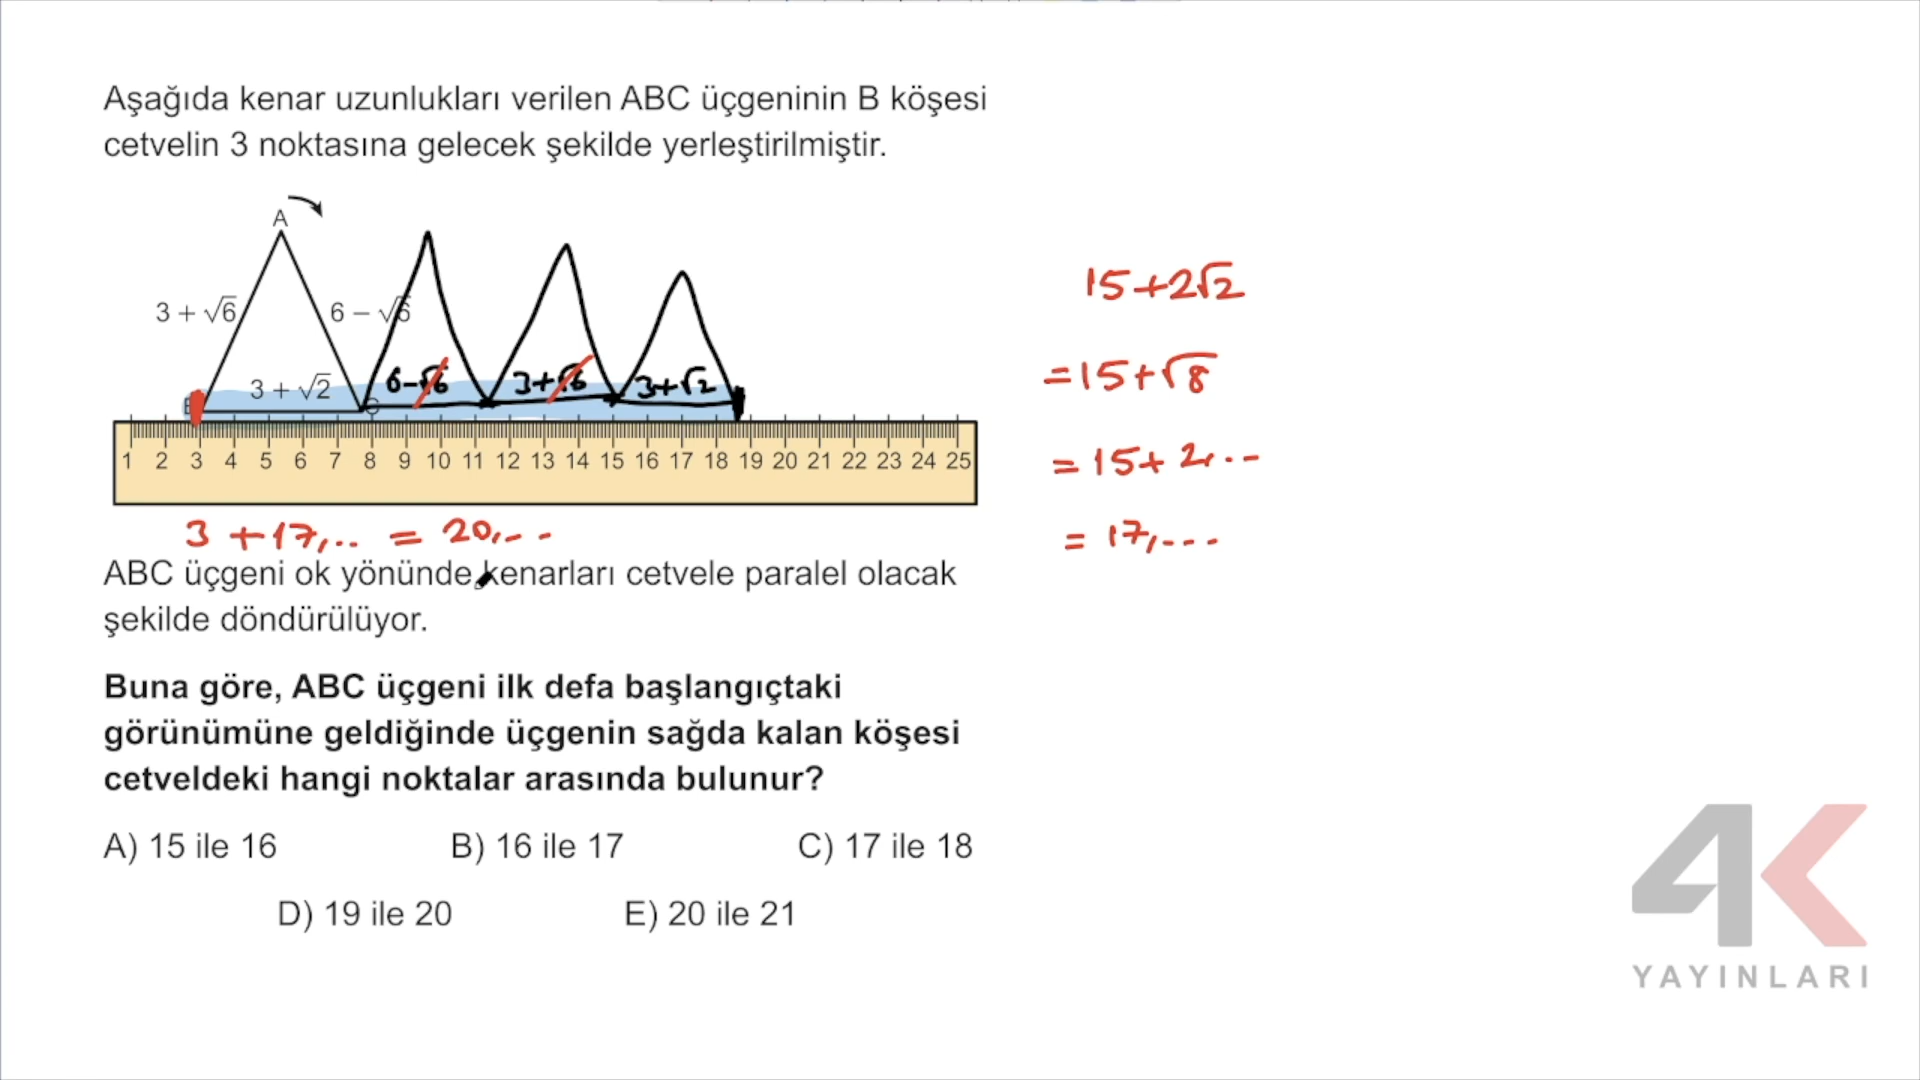 Aşağıda kenar uzunlukları verilen ABC üçgeninin B köşesi
cetvelin 3 noktasına gelecek şekilde yerleştirilmiştir.
A
3 + √6
6 − √6
3 + √2
B
C
6-√6
3+√6
3+√2
1 2 3 4 5 6 7 8 9 10 11 12 13 14 15 16 17 18 19 20 21 22 23 24 25
3 + 17,.. = 20,...
15+2√2
=15+√8
=15+2,...
= 17,...
ABC üçgeni ok yönünde kenarları cetvele paralel olacak
şekilde döndürülüyor.
Buna göre, ABC üçgeni ilk defa başlangıçtaki
görünümüne geldiğinde üçgenin sağda kalan köşesi
cetveldeki hangi noktalar arasında bulunur?
A) 15 ile 16 B) 16 ile 17 C) 17 ile 18
D) 19 ile 20 E) 20 ile 21
4K
YAYINLARI